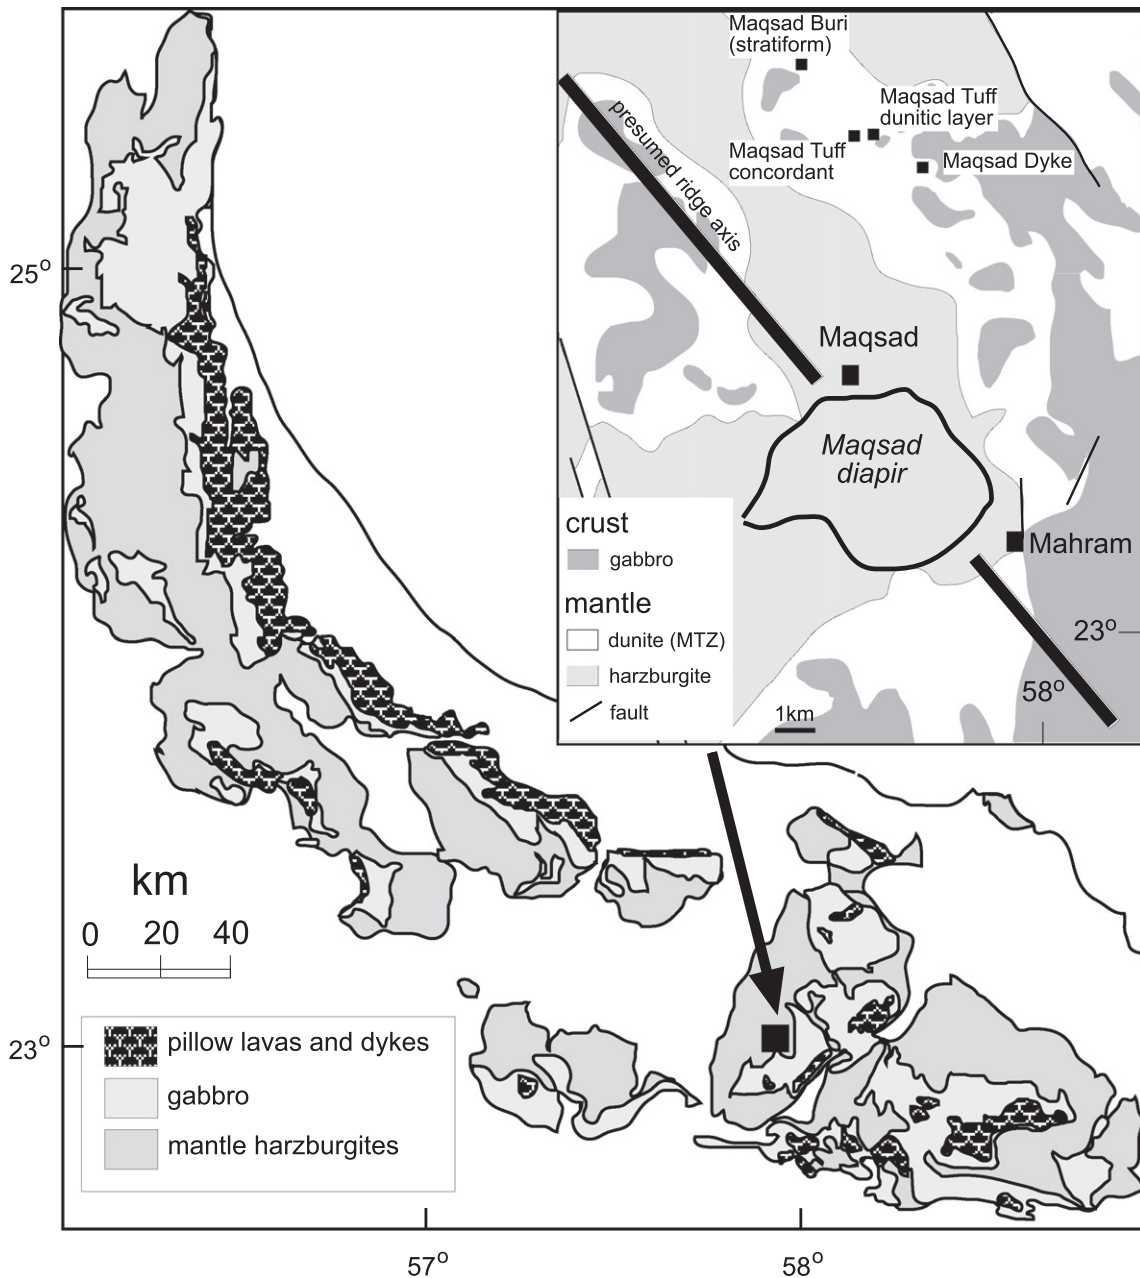 Maqsad Buri
(stratiform)
Maqsad Tuff
dunitic layer
Maqsad Tuff
concordant
Maqsad Dyke
presumed ridge axis
25°
Maqsad
Maqsad
diapir
crust
gabbro
Mahram
mantle
dunite (MTZ)
23°
harzburgite
58°
fault
1km
km
0 20 40
23°
pillow lavas and dykes
gabbro
mantle harzburgites
57°
58°